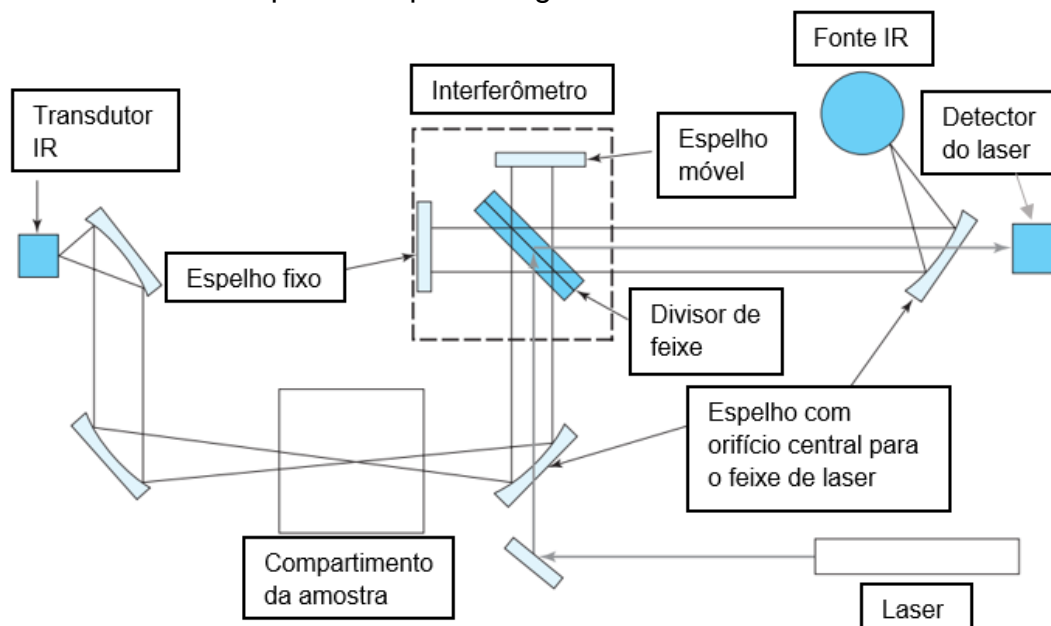 Fonte IR
Interferômetro
Transdutor
IR
Detector
do laser
Espelho
móvel
Espelho fixo
Divisor de
feixe
Espelho com
orifício central para
o feixe de laser
Compartimento
da amostra
Laser